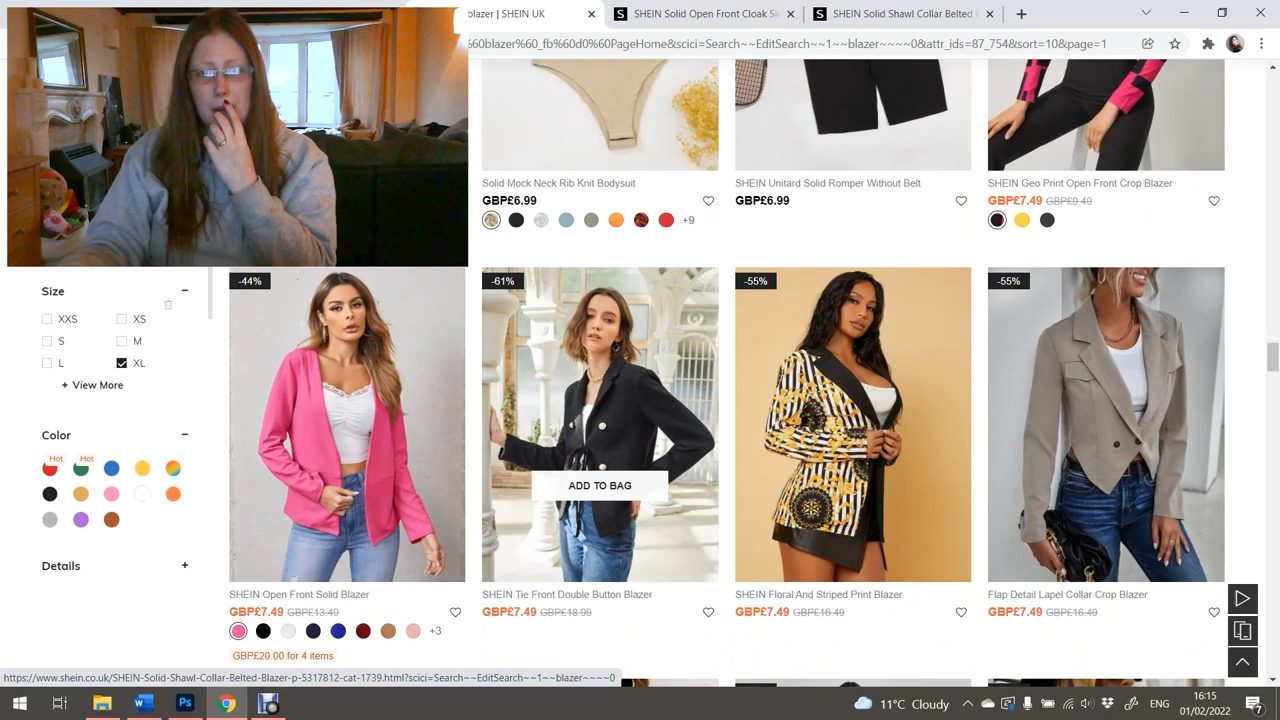 blazer | SHEIN UK
SHEIN Solid Open Front Cloak S
SHEIN Solid Shawl Collar Belted
%60blazer%60_fb%60d0%60PageHome&scici=Search~~EditSearch~~1~~blazer~~~~0&attr_ids=87_754&sort=10&page=1
Solid Mock Neck Rib Knit Bodysuit
GBP£6.99
+9
SHEIN Unitard Solid Romper Without Belt
GBP£6.99
SHEIN Geo Print Open Front Crop Blazer
GBP£7.49 GBP£9.49
Size
XXS XS
S M
L XL
+ View More
Color
Hot Hot
Details
-44%
-61%
-55%
-55%
ADD TO BAG
SHEIN Open Front Solid Blazer
GBP£7.49 GBP£13.49
+3
GBP£20.00 for 4 items
SHEIN Tie Front Double Button Blazer
GBP£7.49 GBP£18.99
SHEIN Floral And Striped Print Blazer
GBP£7.49 GBP£16.49
Flap Detail Lapel Collar Crop Blazer
GBP£7.49 GBP£16.49
https://www.shein.co.uk/SHEIN-Solid-Shawl-Collar-Belted-Blazer-p-5317812-cat-1739.html?scici=Search~~EditSearch~~1~~blazer~~~~0
11°C Cloudy
ENG
16:15
01/02/2022
7